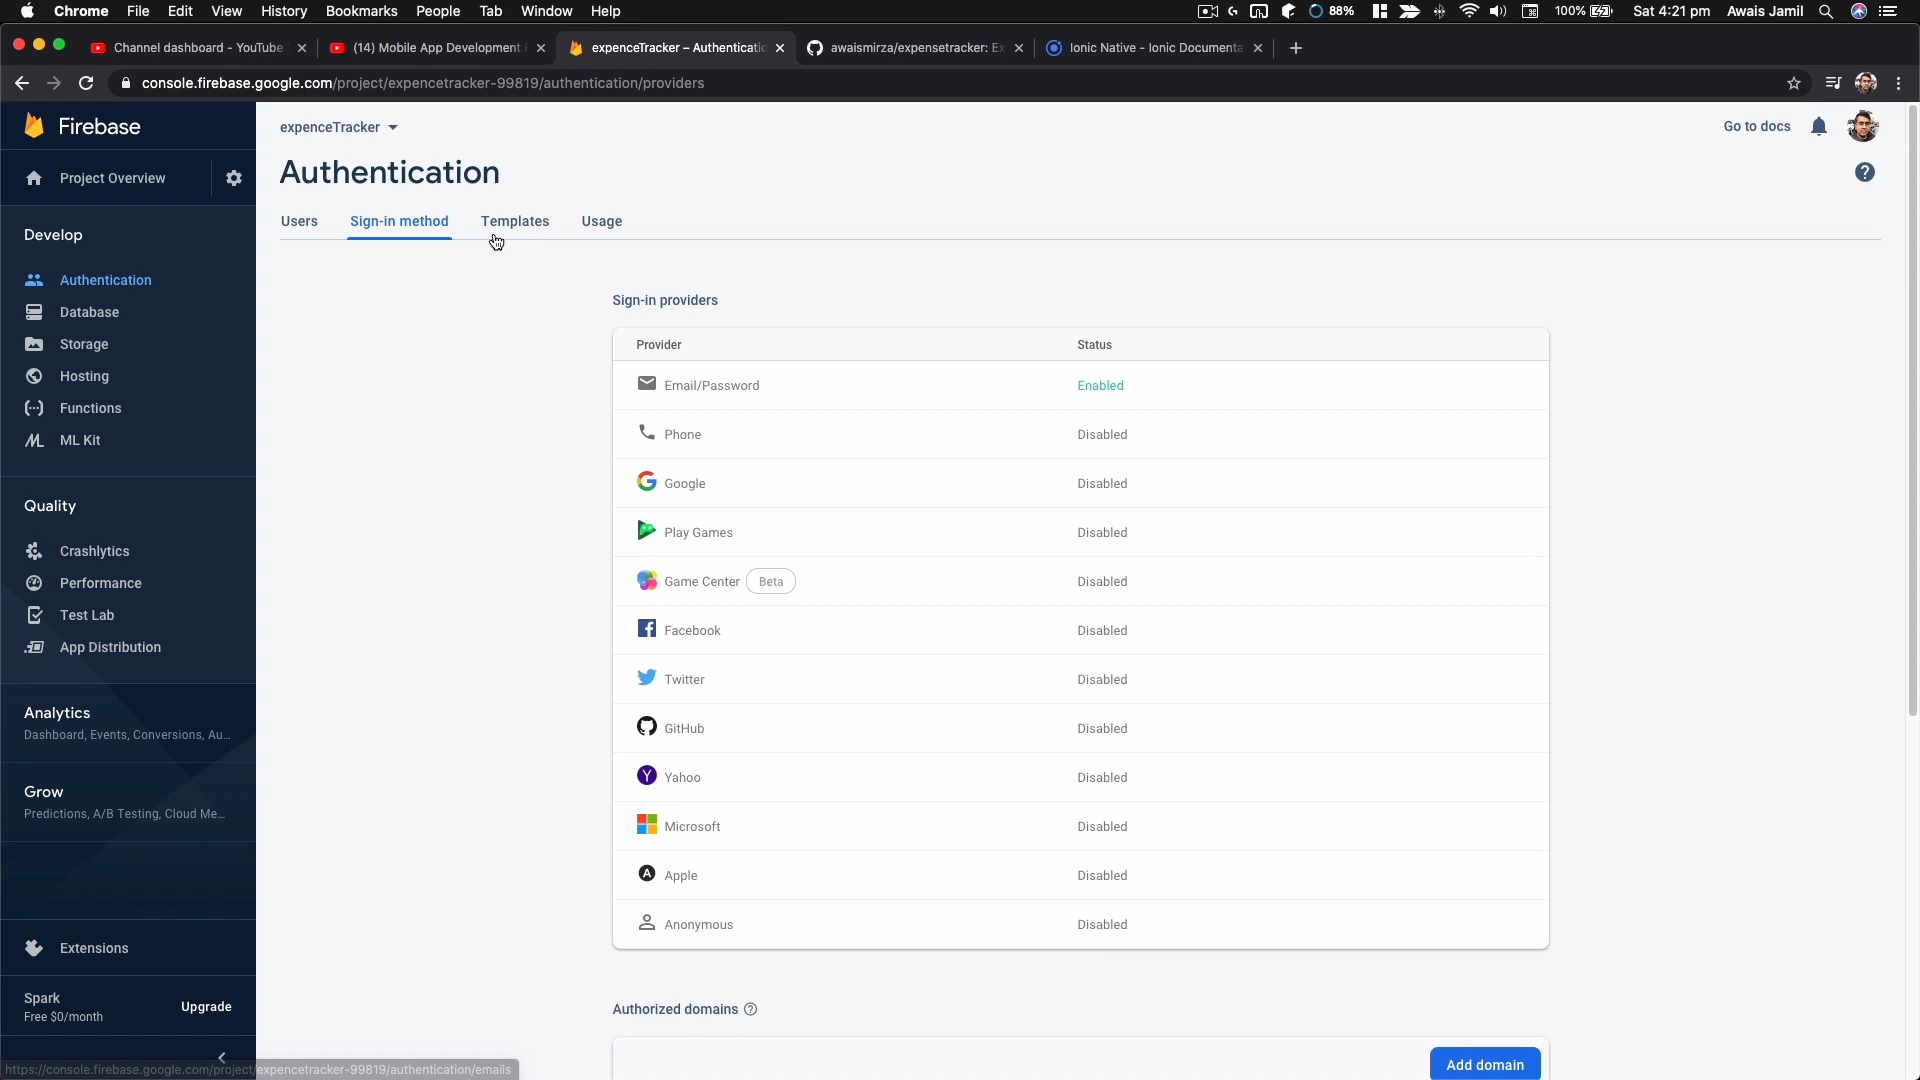 Chrome File Edit View History Bookmarks People Tab Window Help 88% 100% Sat 4:21 pm Awais Jamil
Channel dashboard - YouTube (14) Mobile App Development expenceTracker – Authenticatio awaismirza/expensetracker: Ex Ionic Native - Ionic Documenta
console.firebase.google.com/project/expencetracker-99819/authentication/providers
Firebase
Project Overview
Develop
Authentication
Database
Storage
Hosting
Functions
ML Kit
Quality
Crashlytics
Performance
Test Lab
App Distribution
Analytics
Dashboard, Events, Conversions, Au...
Grow
Predictions, A/B Testing, Cloud Me...
Extensions
Spark
Free $0/month
Upgrade
expenceTracker
Go to docs
Authentication
Users Sign-in method Templates Usage
Sign-in providers
Provider Status
Email/Password Enabled
Phone Disabled
Google Disabled
Play Games Disabled
Game Center Beta Disabled
Facebook Disabled
Twitter Disabled
GitHub Disabled
Yahoo Disabled
Microsoft Disabled
Apple Disabled
Anonymous Disabled
Authorized domains
Add domain
https://console.firebase.google.com/project/expencetracker-99819/authentication/emails